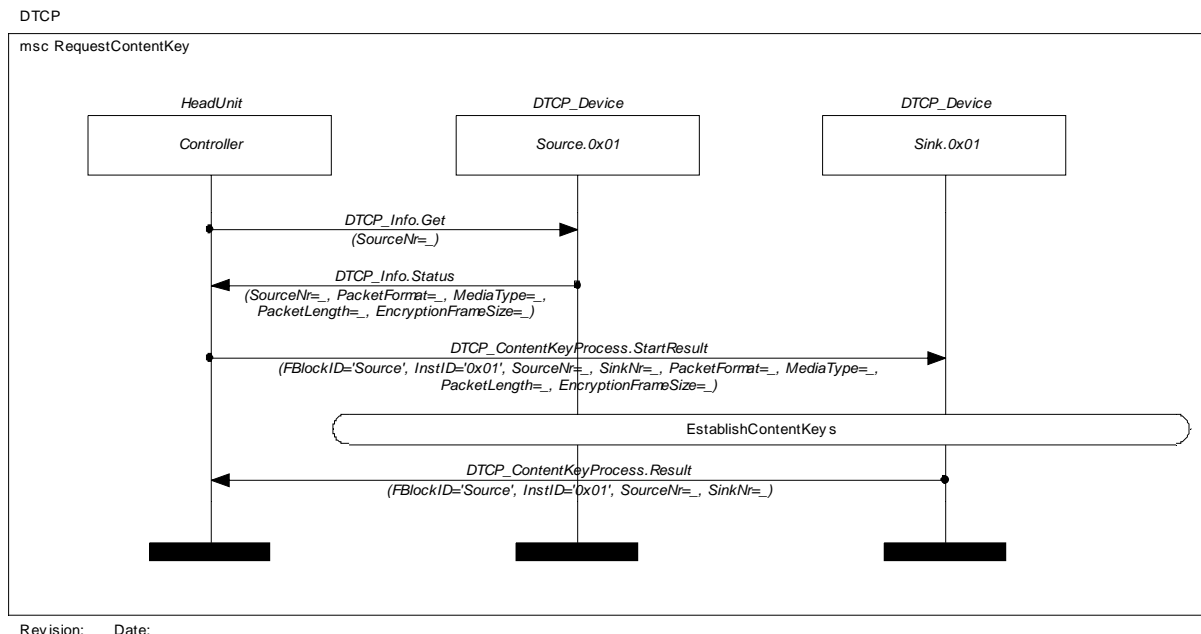 DTCP
msc RequestContentKey
HeadUnit
DTCP_Device
DTCP_Device
Controller
Source.0x01
Sink.0x01
DTCP_Info.Get
(SourceNr=_)
DTCP_Info.Status
(SourceNr=_, PacketFormat=_, MediaType=_,
PacketLength=_, EncryptionFrameSize=_)
DTCP_ContentKeyProcess.StartResult
(FBlockID='Source', InstID='0x01', SourceNr=_, SinkNr=_, PacketFormat=_, MediaType=_,
PacketLength=_, EncryptionFrameSize=_)
EstablishContentKeys
DTCP_ContentKeyProcess.Result
(FBlockID='Source', InstID='0x01', SourceNr=_, SinkNr=_)
Revision: Date: